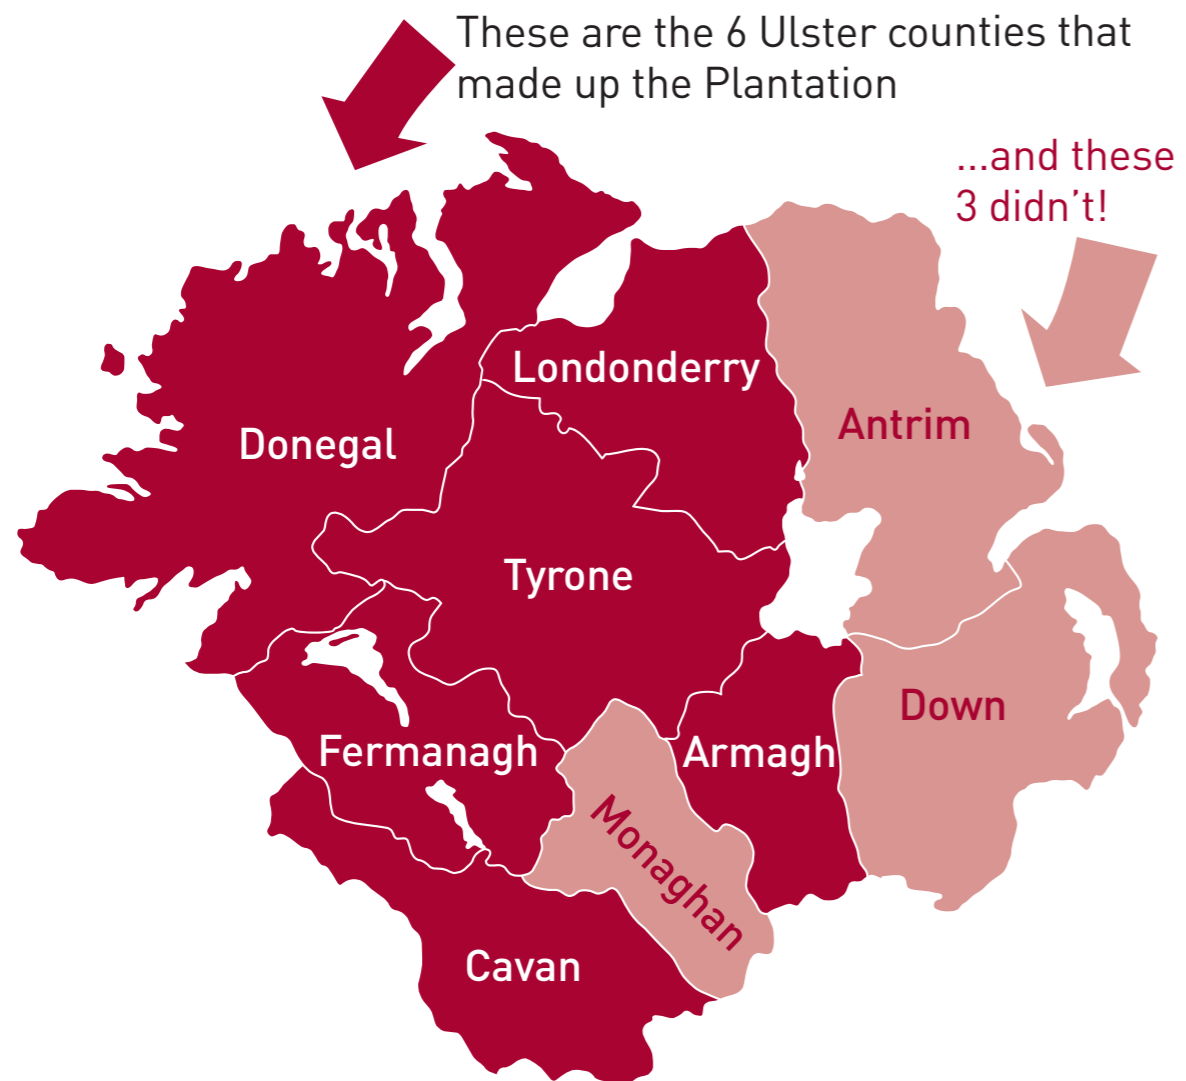 These are the 6 Ulster counties that
made up the Plantation
...and these
3 didn't!
Londonderry
Antrim
Donegal
Tyrone
Down
Fermanagh
Armagh
Monaghan
Cavan